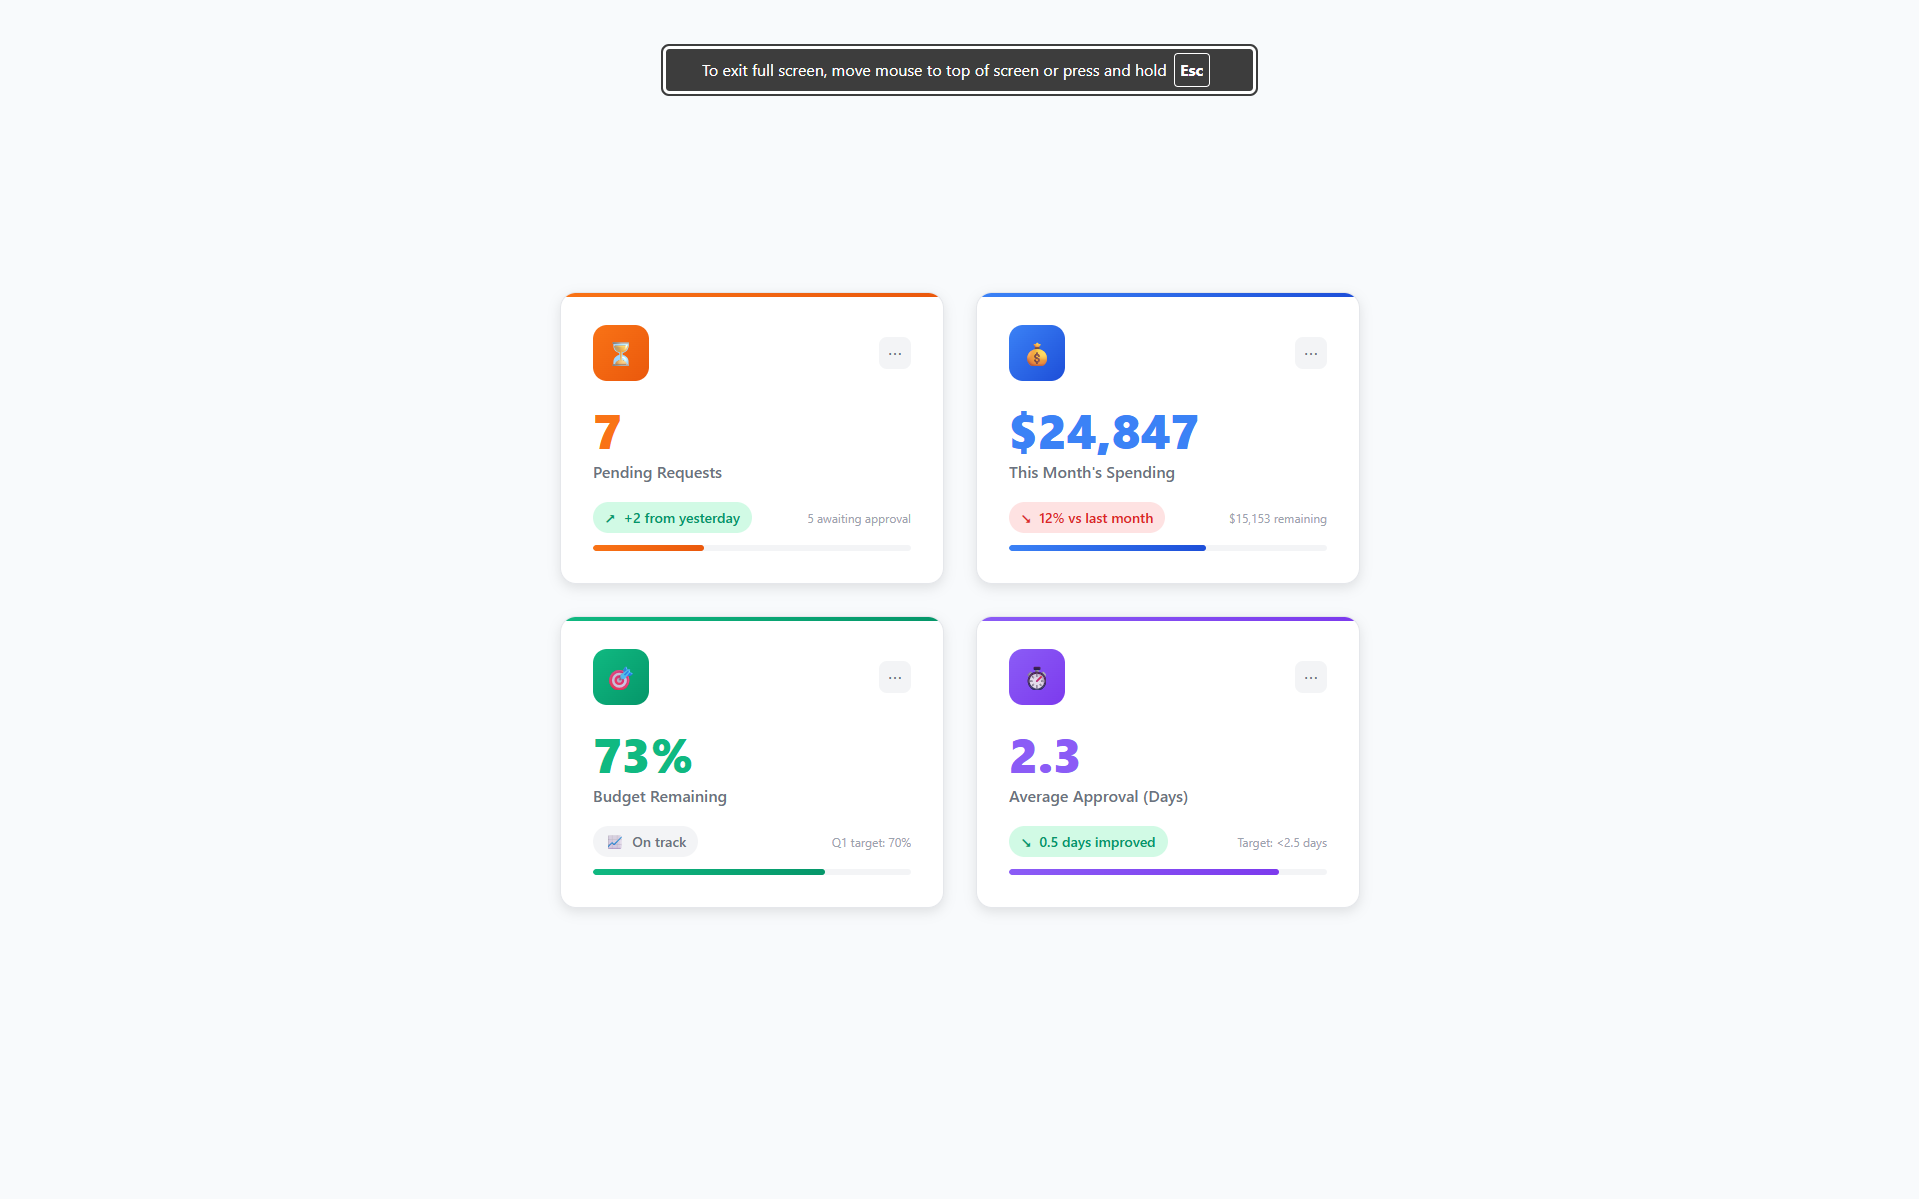 To exit full screen, move mouse to top of screen or press and hold Esc
7
Pending Requests
↗ +2 from yesterday
5 awaiting approval
$24,847
This Month's Spending
↘ 12% vs last month
$15,153 remaining
73%
Budget Remaining
On track
Q1 target: 70%
2.3
Average Approval (Days)
↘ 0.5 days improved
Target: <2.5 days